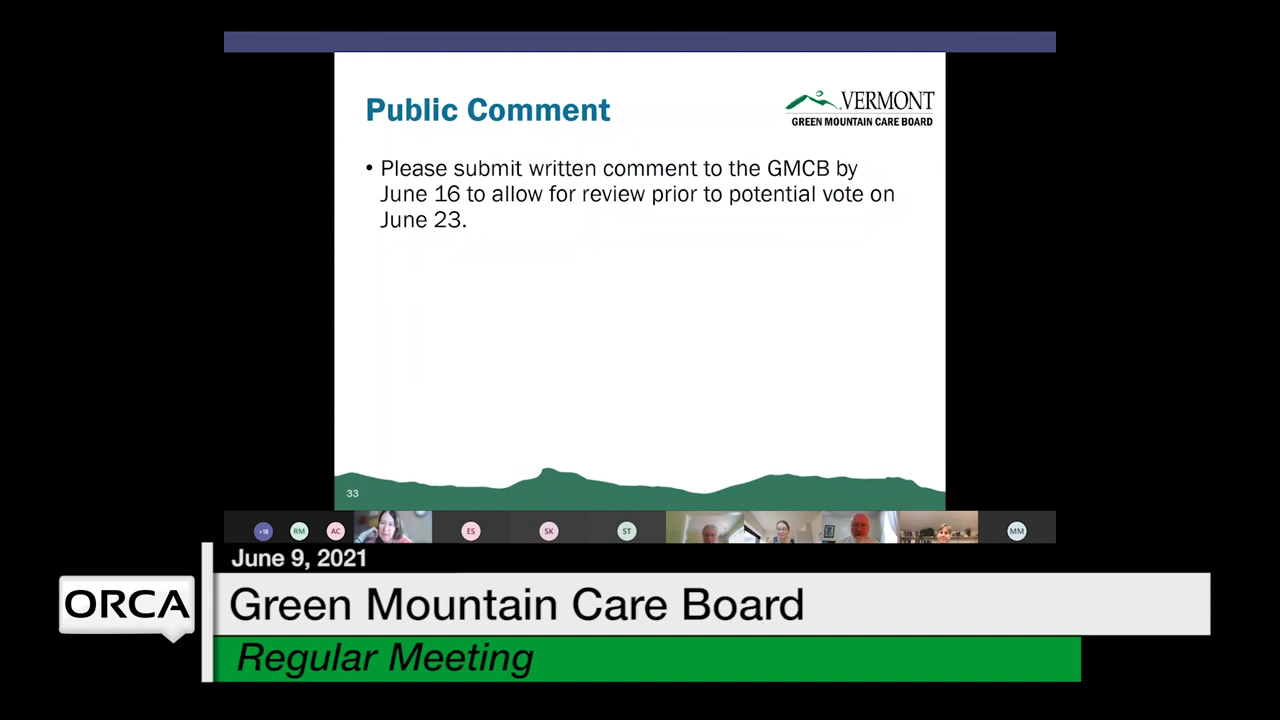 Public Comment
VERMONT
GREEN MOUNTAIN CARE BOARD
• Please submit written comment to the GMCB by
June 16 to allow for review prior to potential vote on
June 23.
33
+18 RM AC ES SK ST MM
June 9, 2021
ORCA
Green Mountain Care Board
Regular Meeting